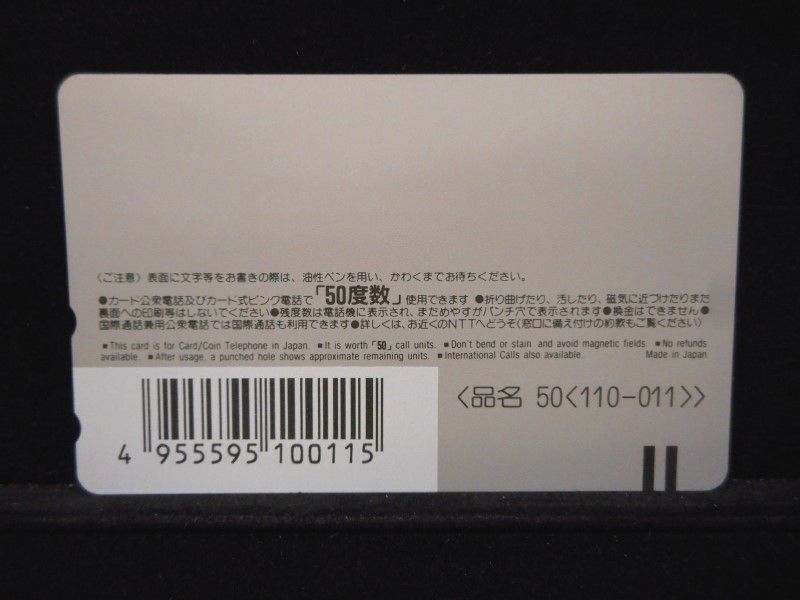 〈ご注意〉表面に文字等をお書きの際は、油性ペンを用い、かわくまでお待ちください。
●カード公衆電話及びカード式ピンク電話で「50度数」使用できます ●折り曲げたり、汚したり、磁気に近づけたりまた
裏面への印刷等はしないでください●残度数は電話機に表示され、まためやすがパンチ穴で表示されます●換金はできません●
国際通話兼用公衆電話では国際通話も利用できます●詳しくは、お近くのNTTへどうぞ(窓口に備え付けの約款もご覧ください)
■This card is for Card/Coin Telephone in Japan. ■It is worth「50」call units. ■Don't bend or stain and avoid magnetic fields. ■No refunds
available. ■After usage, a punched hole shows approximate remaining units. ■International Calls also available. Made in Japan
〈品名 50〈110-011〉〉
4 955595 100115